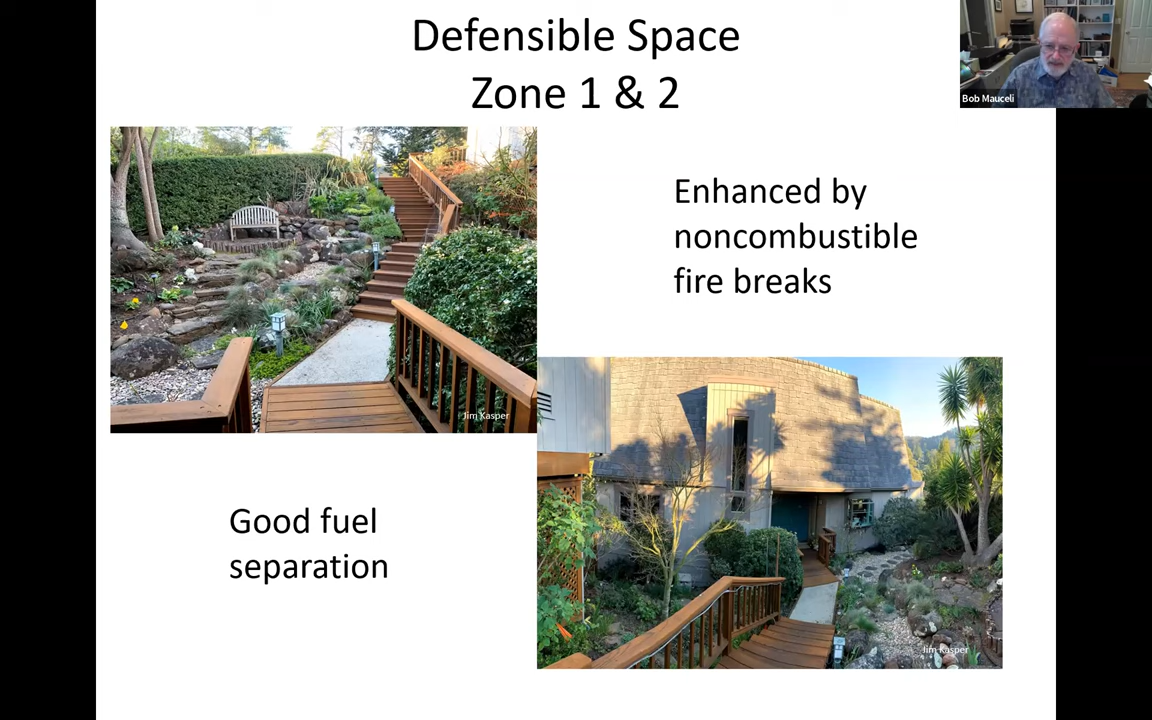 Defensible Space
Zone 1 & 2
Bob Mauceli
Enhanced by
noncombustible
fire breaks
Jim Kasper
Good fuel
separation
Jim Kasper